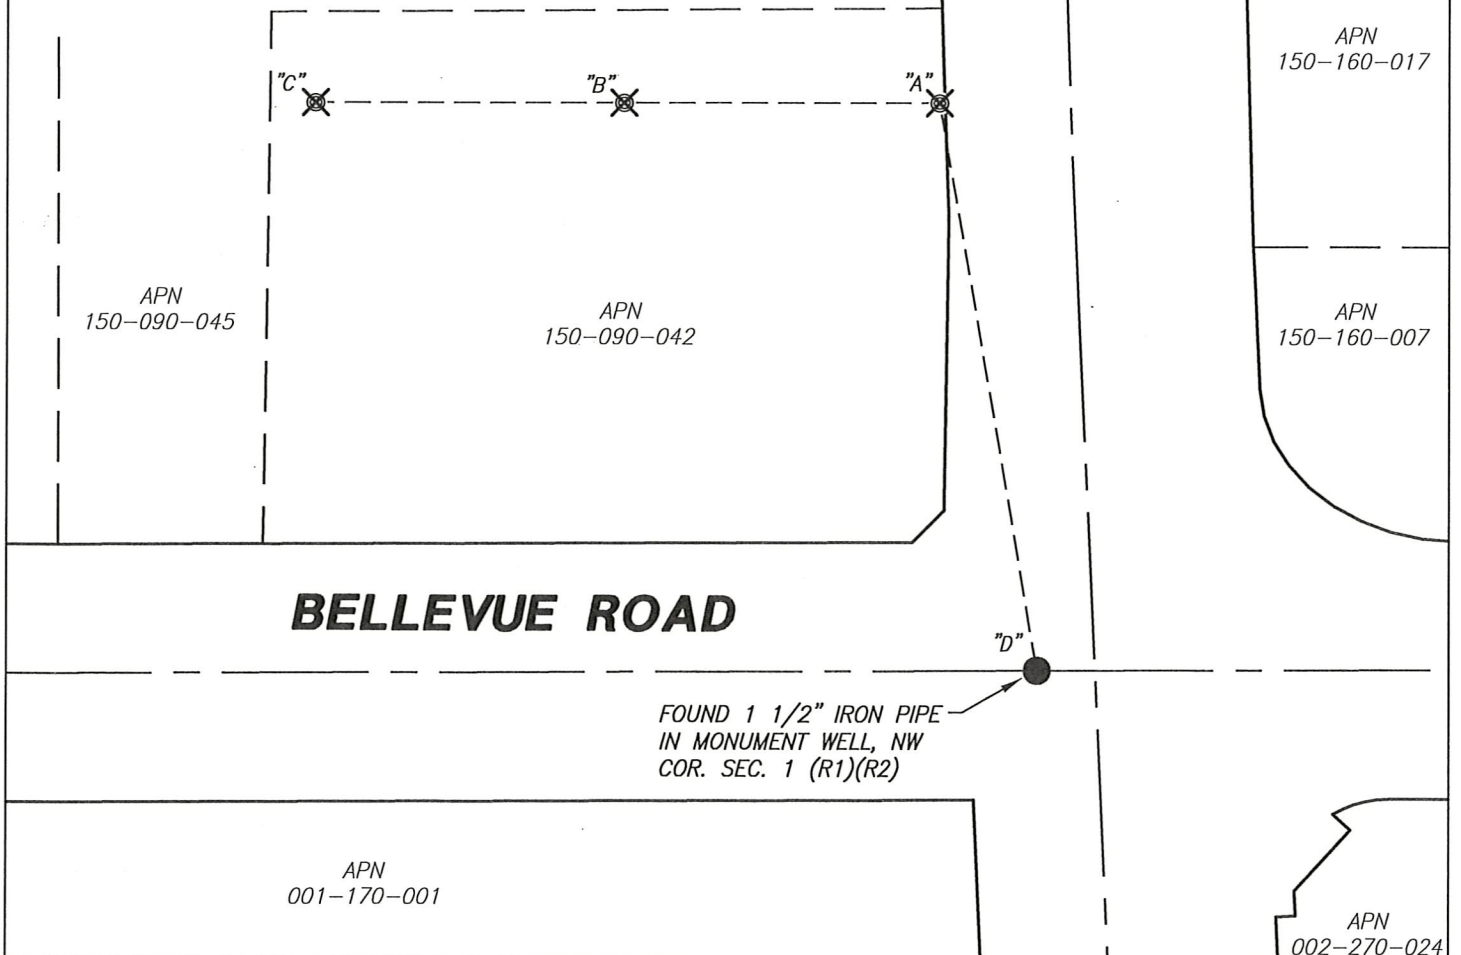 APN
150-160-017
"C"
"B"
"A"
APN
150-090-045
APN
150-090-042
APN
150-160-007
BELLEVUE ROAD
"D"
FOUND 1 1/2" IRON PIPE
IN MONUMENT WELL, NW
COR. SEC. 1 (R1)(R2)
APN
001-170-001
APN
002-270-024